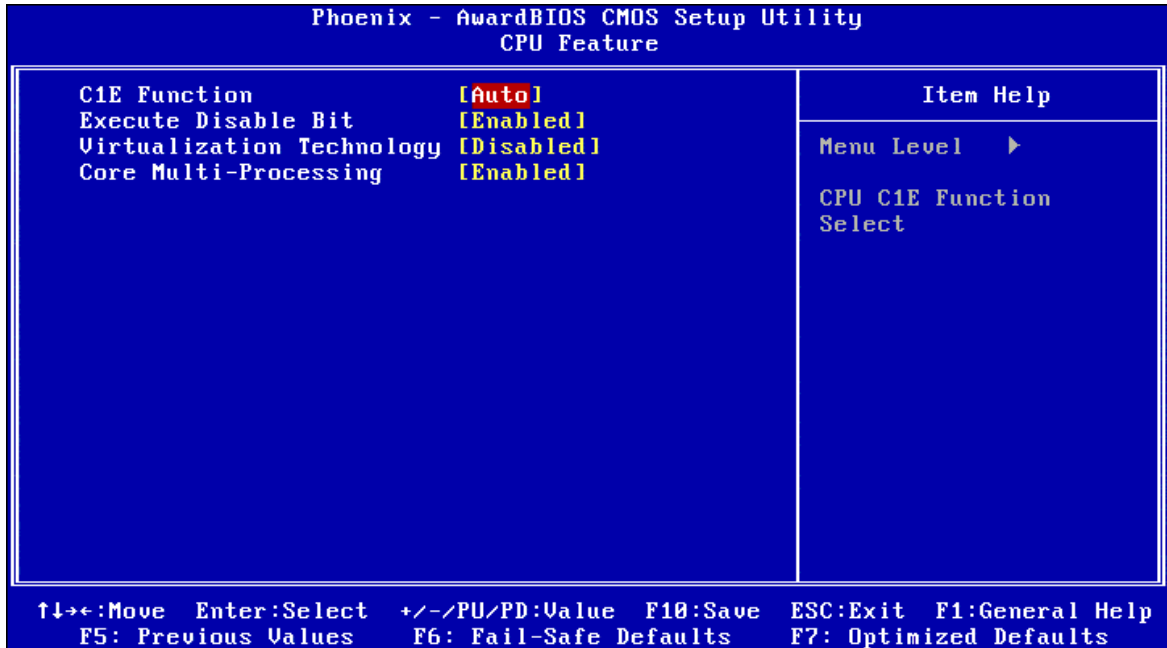 Phoenix - AwardBIOS CMOS Setup Utility
CPU Feature
C1E Function [Auto]
Execute Disable Bit [Enabled]
Virtualization Technology [Disabled]
Core Multi-Processing [Enabled]
Item Help
Menu Level ▶
CPU C1E Function
Select
↑↓→←:Move Enter:Select +/-/PU/PD:Value F10:Save ESC:Exit F1:General Help
F5: Previous Values F6: Fail-Safe Defaults F7: Optimized Defaults